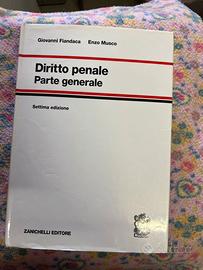 Giovanni Fiandaca Enzo Musco
Diritto penale
Parte generale
Settima edizione
ZANICHELLI EDITORE